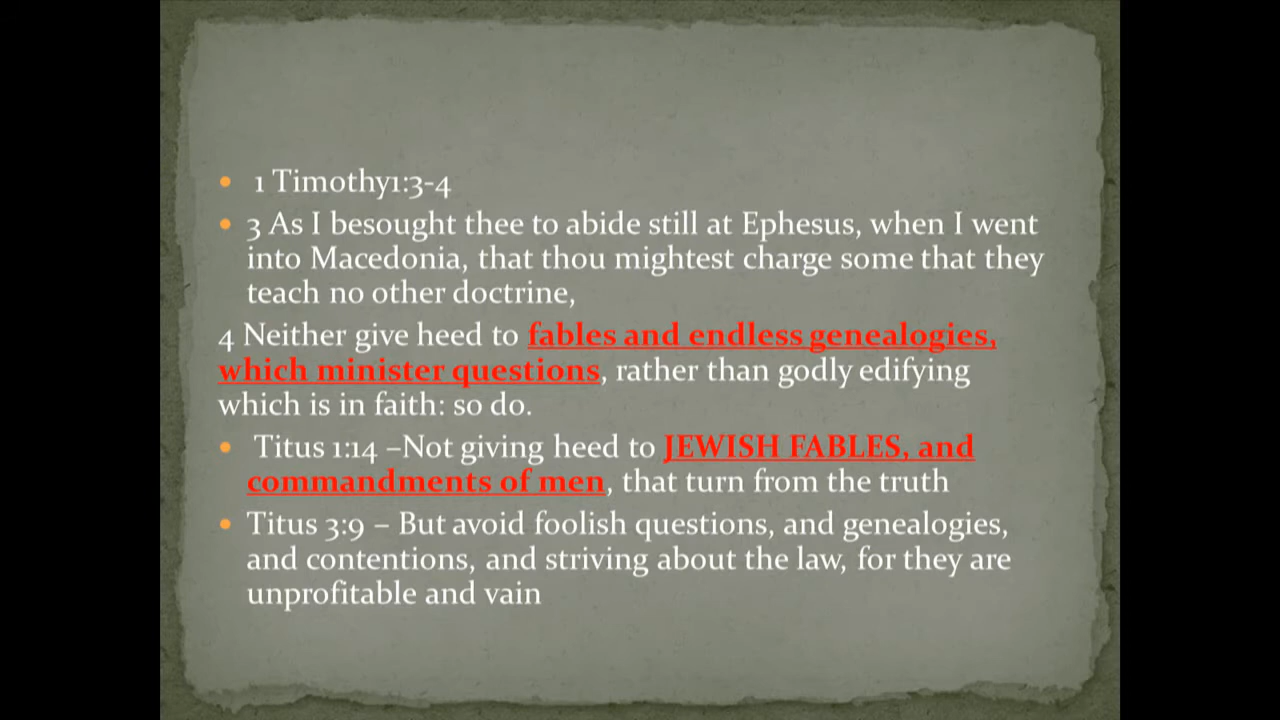 • 1 Timothy1:3-4
• 3 As I besought thee to abide still at Ephesus, when I went
into Macedonia, that thou mightest charge some that they
teach no other doctrine,
4 Neither give heed to fables and endless genealogies,
which minister questions, rather than godly edifying
which is in faith: so do.
• Titus 1:14 –Not giving heed to JEWISH FABLES, and
commandments of men, that turn from the truth
• Titus 3:9 – But avoid foolish questions, and genealogies,
and contentions, and striving about the law, for they are
unprofitable and vain